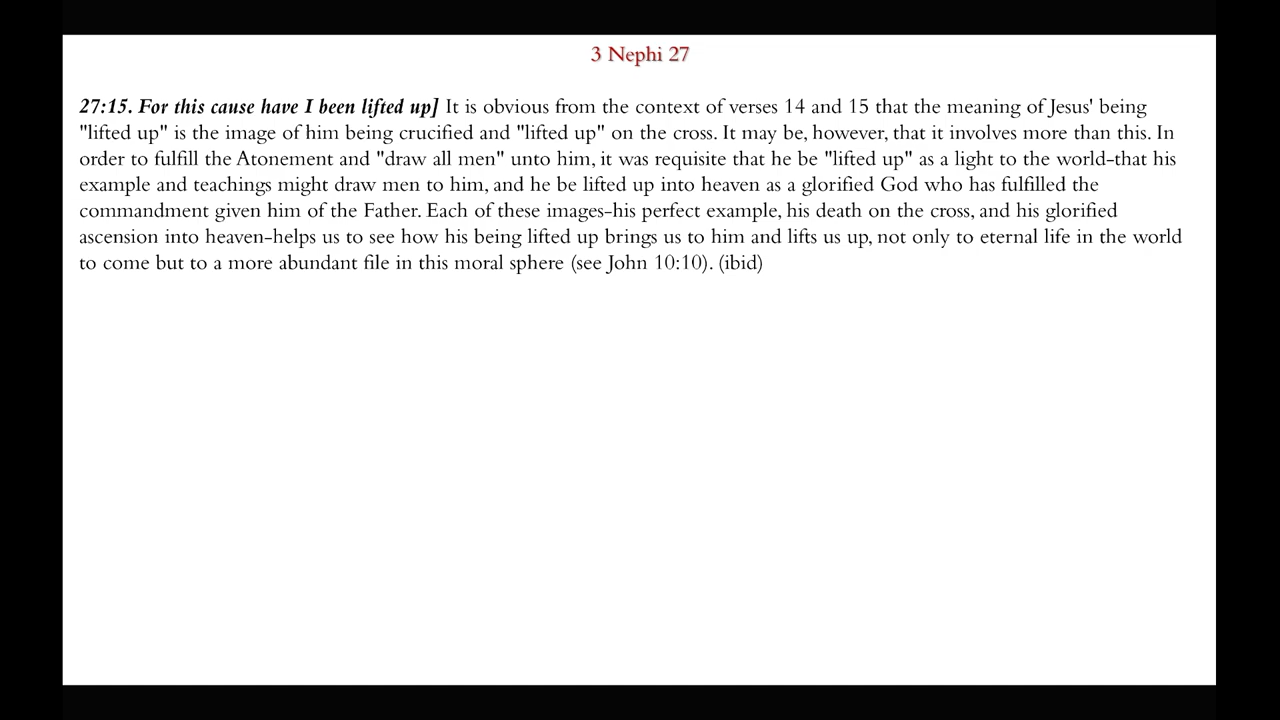 3 Nephi 27
27:15. For this cause have I been lifted up] It is obvious from the context of verses 14 and 15 that the meaning of Jesus' being
"lifted up" is the image of him being crucified and "lifted up" on the cross. It may be, however, that it involves more than this. In
order to fulfill the Atonement and "draw all men" unto him, it was requisite that he be "lifted up" as a light to the world-that his
example and teachings might draw men to him, and he be lifted up into heaven as a glorified God who has fulfilled the
commandment given him of the Father. Each of these images-his perfect example, his death on the cross, and his glorified
ascension into heaven-helps us to see how his being lifted up brings us to him and lifts us up, not only to eternal life in the world
to come but to a more abundant file in this moral sphere (see John 10:10). (ibid)